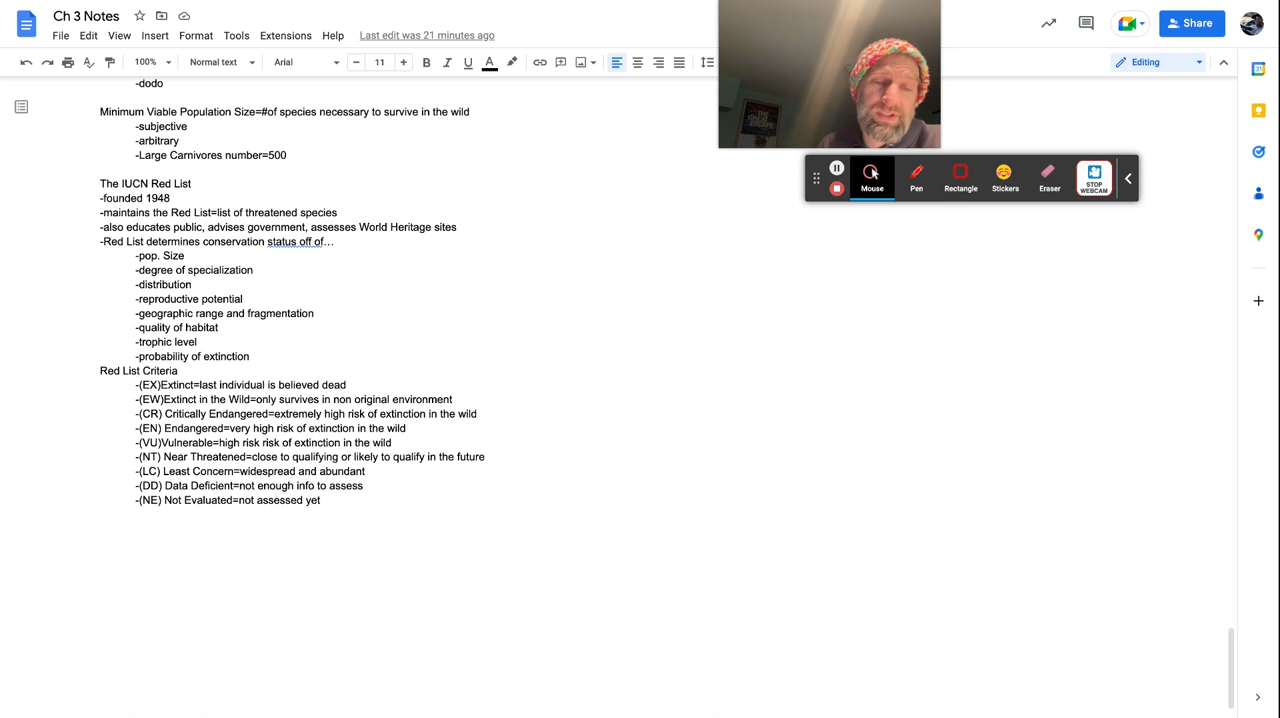 Ch 3 Notes
File Edit View Insert Format Tools Extensions Help Last edit was 21 minutes ago
Share
100% Normal text Arial 11 Editing
-dodo
Minimum Viable Population Size=#of species necessary to survive in the wild
-subjective
-arbitrary
-Large Carnivores number=500
The IUCN Red List
-founded 1948
-maintains the Red List=list of threatened species
-also educates public, advises government, assesses World Heritage sites
-Red List determines conservation status off of…
-pop. Size
-degree of specialization
-distribution
-reproductive potential
-geographic range and fragmentation
-quality of habitat
-trophic level
-probability of extinction
Red List Criteria
-(EX)Extinct=last individual is believed dead
-(EW)Extinct in the Wild=only survives in non original environment
-(CR) Critically Endangered=extremely high risk of extinction in the wild
-(EN) Endangered=very high risk of extinction in the wild
-(VU)Vulnerable=high risk risk of extinction in the wild
-(NT) Near Threatened=close to qualifying or likely to qualify in the future
-(LC) Least Concern=widespread and abundant
-(DD) Data Deficient=not enough info to assess
-(NE) Not Evaluated=not assessed yet
Mouse Pen Rectangle Stickers Eraser STOP WEBCAM